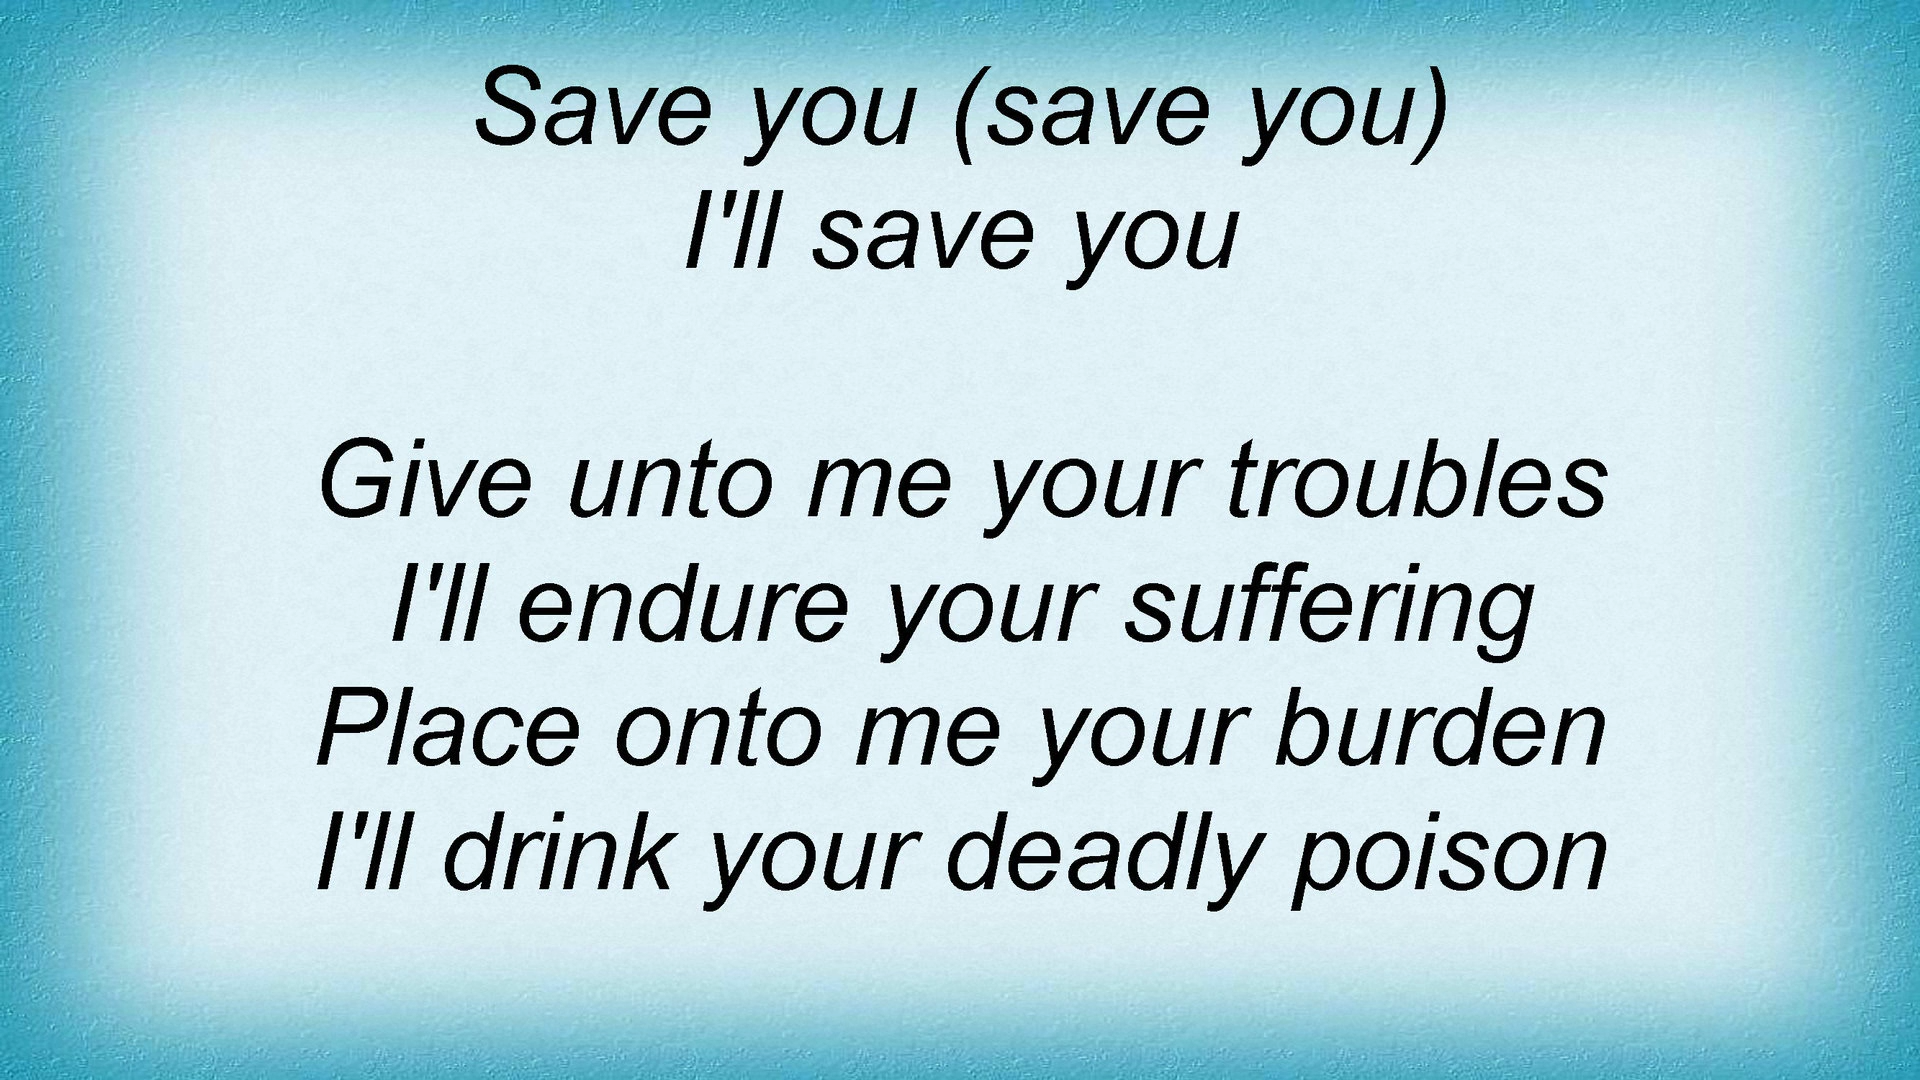 Save you (save you)
I'll save you
Give unto me your troubles
I'll endure your suffering
Place onto me your burden
I'll drink your deadly poison